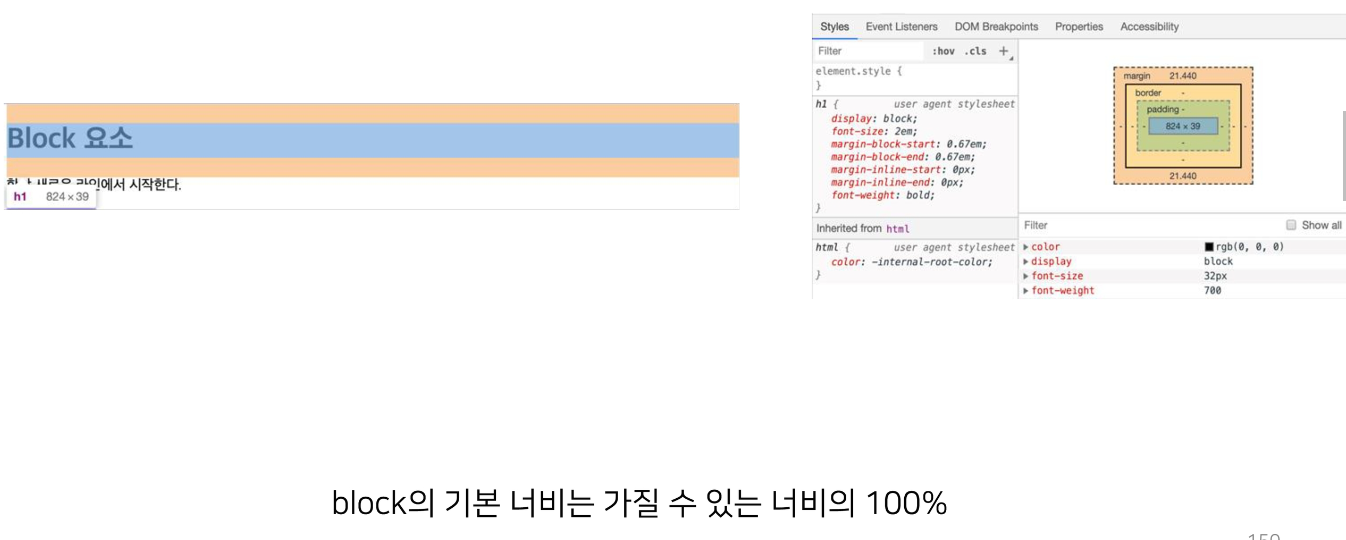 Block 요소
새로운 라인에서 시작한다.
h1 824 × 39
Styles Event Listeners DOM Breakpoints Properties Accessibility
Filter :hov .cls +
element.style {
}
h1 { user agent stylesheet
display: block;
font-size: 2em;
margin-block-start: 0.67em;
margin-block-end: 0.67em;
margin-inline-start: 0px;
margin-inline-end: 0px;
font-weight: bold;
}
Inherited from html
html { user agent stylesheet
color: -internal-root-color;
}
margin 21.440
border -
padding -
- - - 824 × 39 - - -
-
-
21.440
Filter Show all
color rgb(0, 0, 0)
display block
font-size 32px
font-weight 700
block의 기본 너비는 가질 수 있는 너비의 100%